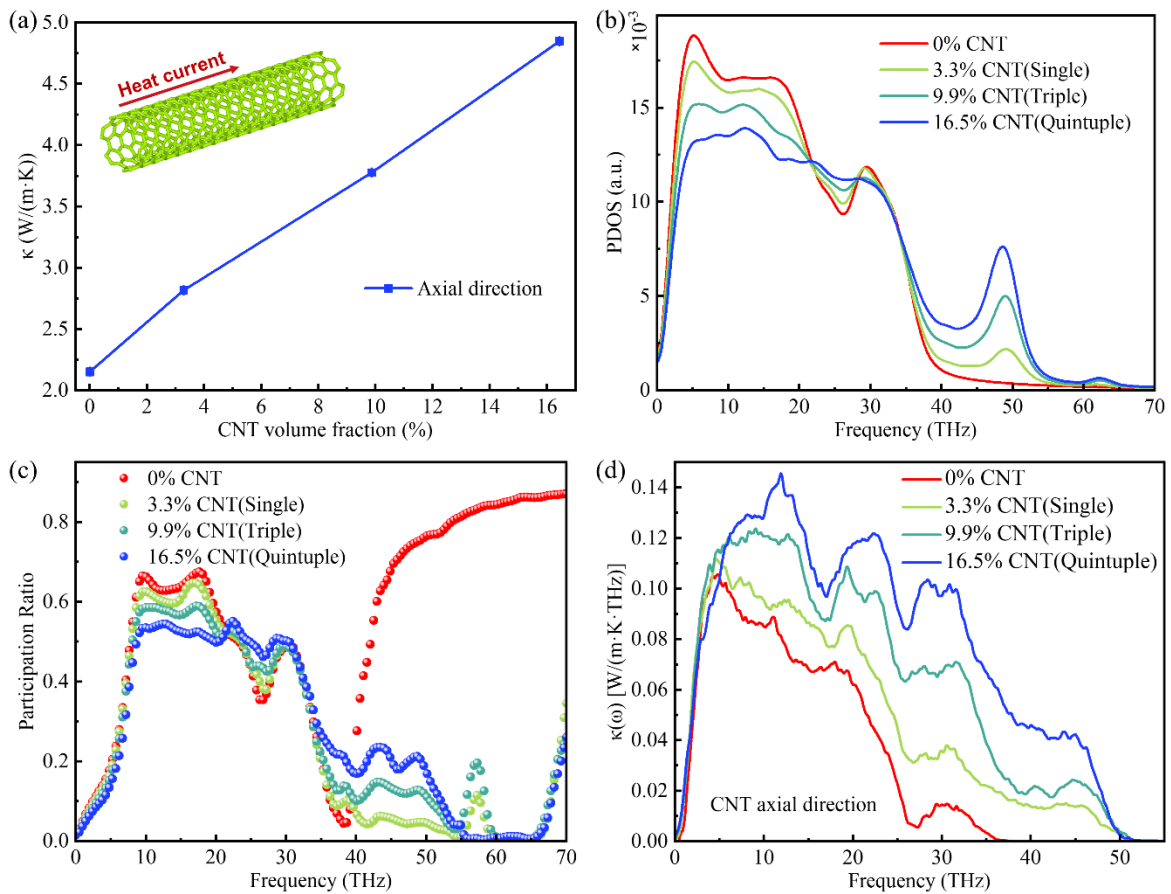 (a)
5.0
4.5
4.0
3.5
3.0
2.5
2.0
κ (W/(m·K))
Heat current
Axial direction
0 2 4 6 8 10 12 14 16
CNT volume fraction (%)
(b)
×10⁻³
15
10
5
0
PDOS (a.u.)
0% CNT
3.3% CNT(Single)
9.9% CNT(Triple)
16.5% CNT(Quintuple)
0 10 20 30 40 50 60 70
Frequency (THz)
(c)
0.8
0.6
0.4
0.2
0.0
Participation Ratio
0% CNT
3.3% CNT(Single)
9.9% CNT(Triple)
16.5% CNT(Quintuple)
0 10 20 30 40 50 60 70
Frequency (THz)
(d)
0.14
0.12
0.10
0.08
0.06
0.04
0.02
0.00
κ(ω) [W/(m·K·THz)]
0% CNT
3.3% CNT(Single)
9.9% CNT(Triple)
16.5% CNT(Quintuple)
CNT axial direction
0 10 20 30 40 50
Frequency (THz)